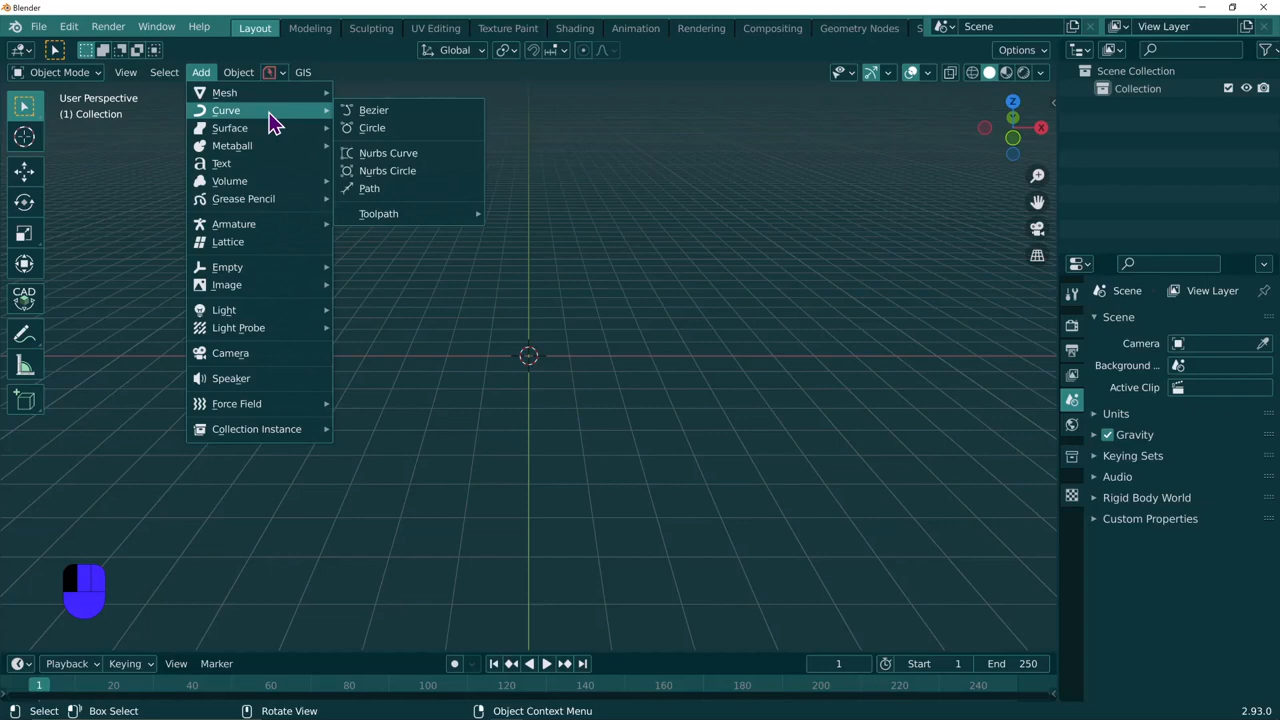 Blender
File Edit Render Window Help Layout Modeling Sculpting UV Editing Texture Paint Shading Animation Rendering Compositing Geometry Nodes S Scene View Layer
Global Options
Object Mode View Select Add Object GIS
User Perspective
(1) Collection
Mesh
Curve
Surface
Metaball
Text
Volume
Grease Pencil
Armature
Lattice
Empty
Image
Light
Light Probe
Camera
Speaker
Force Field
Collection Instance
Bezier
Circle
Nurbs Curve
Nurbs Circle
Path
Toolpath
CAD
Z
Y
X
Scene Collection
Collection
Scene View Layer
Scene
Camera
Background ...
Active Clip
Units
Gravity
Keying Sets
Audio
Rigid Body World
Custom Properties
Playback Keying View Marker 1 Start 1 End 250
1 20 40 60 80 100 120 140 160 180 200 220 240
Select Box Select Rotate View Object Context Menu 2.93.0